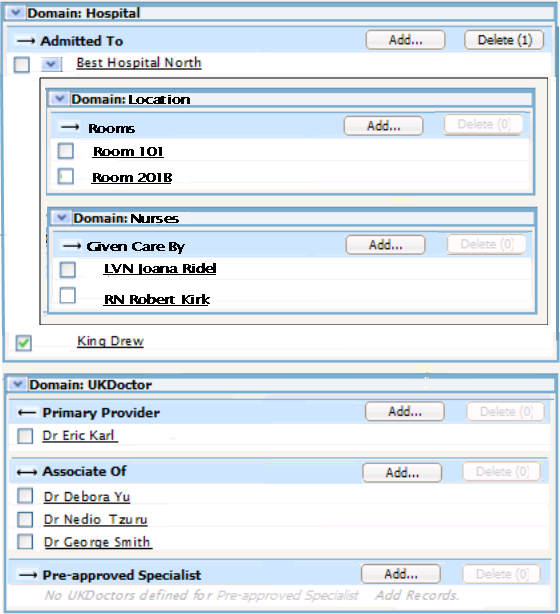 Domain: Hospital
Admitted To Add... Delete (1)
Best Hospital North
Domain: Location
Rooms Add... Delete (0)
Room 101
Room 201B
Domain: Nurses
Given Care By Add... Delete (0)
LVN Joana Ridel
RN Robert Kirk
King Drew
Domain: UKDoctor
Primary Provider Add... Delete (0)
Dr Eric Karl
Associate Of Add... Delete (0)
Dr Debora Yu
Dr Nedio Tzuru
Dr George Smith
Pre-approved Specialist Add... Delete (0)
No UKDoctors defined for Pre-approved Specialist Add Records.